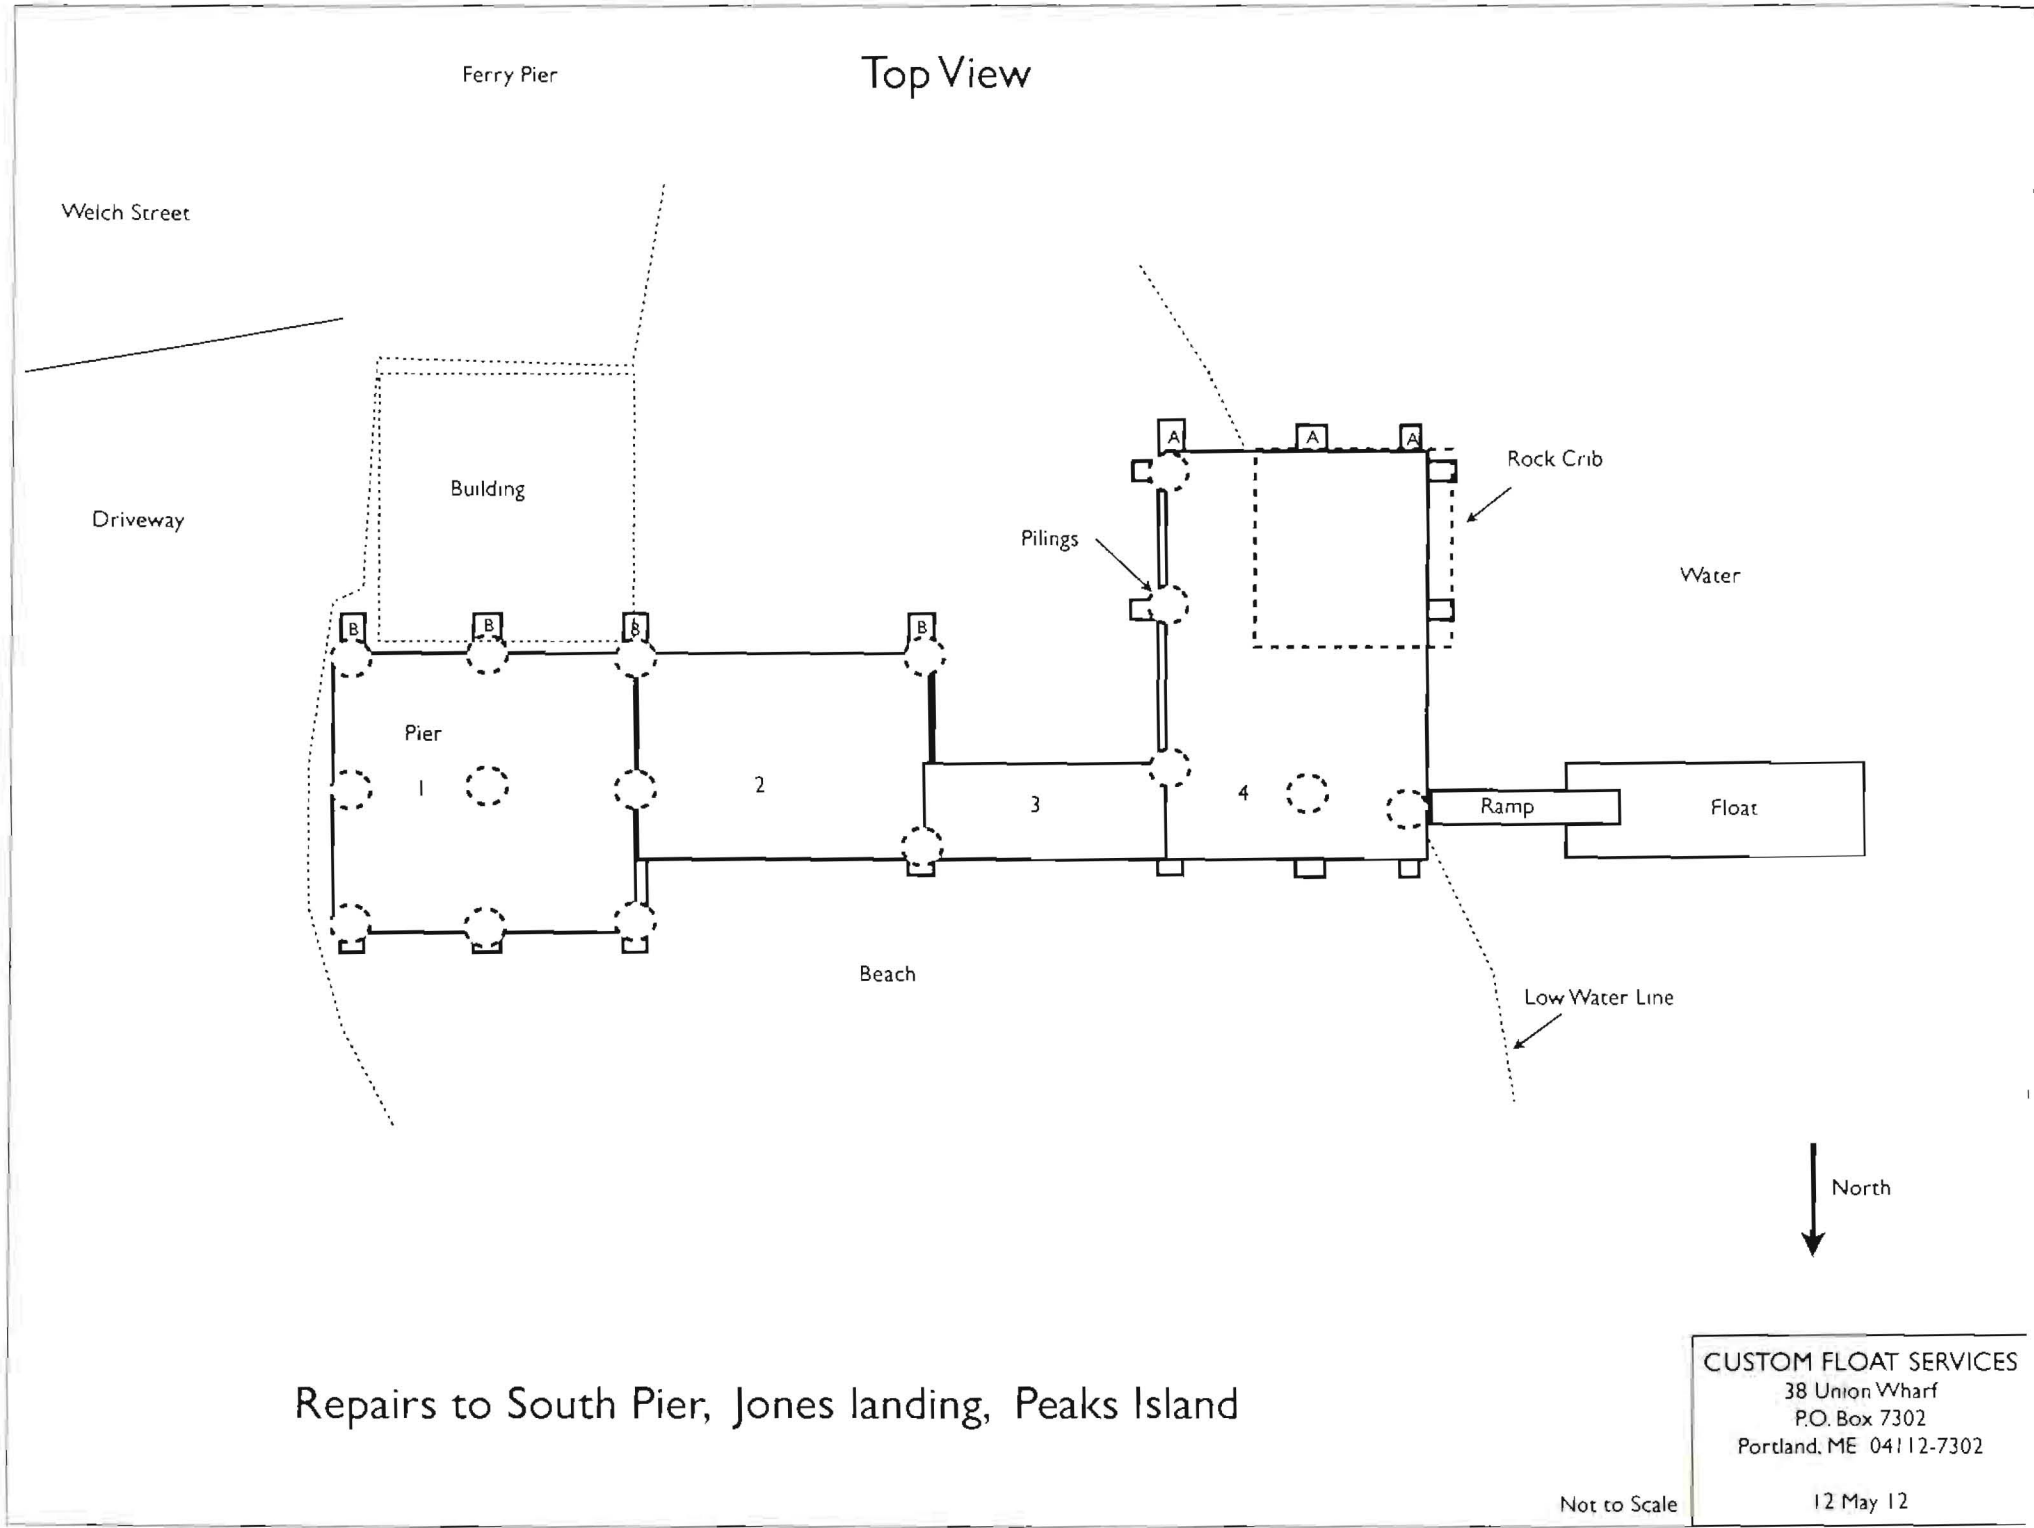 Top View
Ferry Pier
Welch Street
Driveway
Building
Pilings
Rock Crib
Water
A
A
A
B
B
B
B
Pier
1
2
3
4
Ramp
Float
Beach
Low Water Line
North
Repairs to South Pier, Jones landing, Peaks Island
Not to Scale
CUSTOM FLOAT SERVICES
38 Union Wharf
P.O. Box 7302
Portland, ME 04112-7302
12 May 12